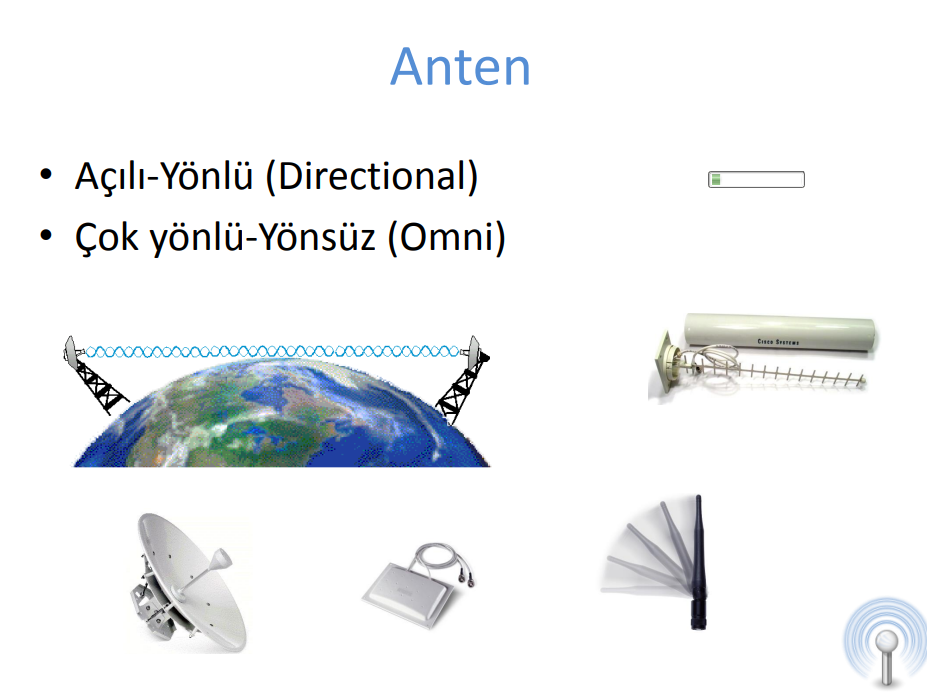 Anten
• Açılı-Yönlü (Directional)
• Çok yönlü-Yönsüz (Omni)
CISCO SYSTEMS